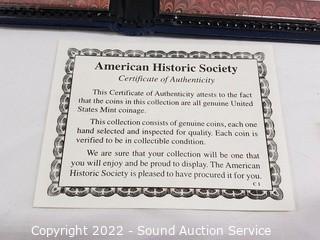 American Historic Society
Certificate of Authenticity
This Certificate of Authenticity attests to the fact
that the coins in this collection are all genuine United
States Mint coinage.
This collection consists of genuine coins, each one
hand selected and inspected for quality. Each coin is
verified to be in collectible condition.
We are sure that your collection will be one that
you will enjoy and be proud to display. The American
Historic Society is pleased to have procured it for you.
C 1
Copyright 2022 - Sound Auction Service